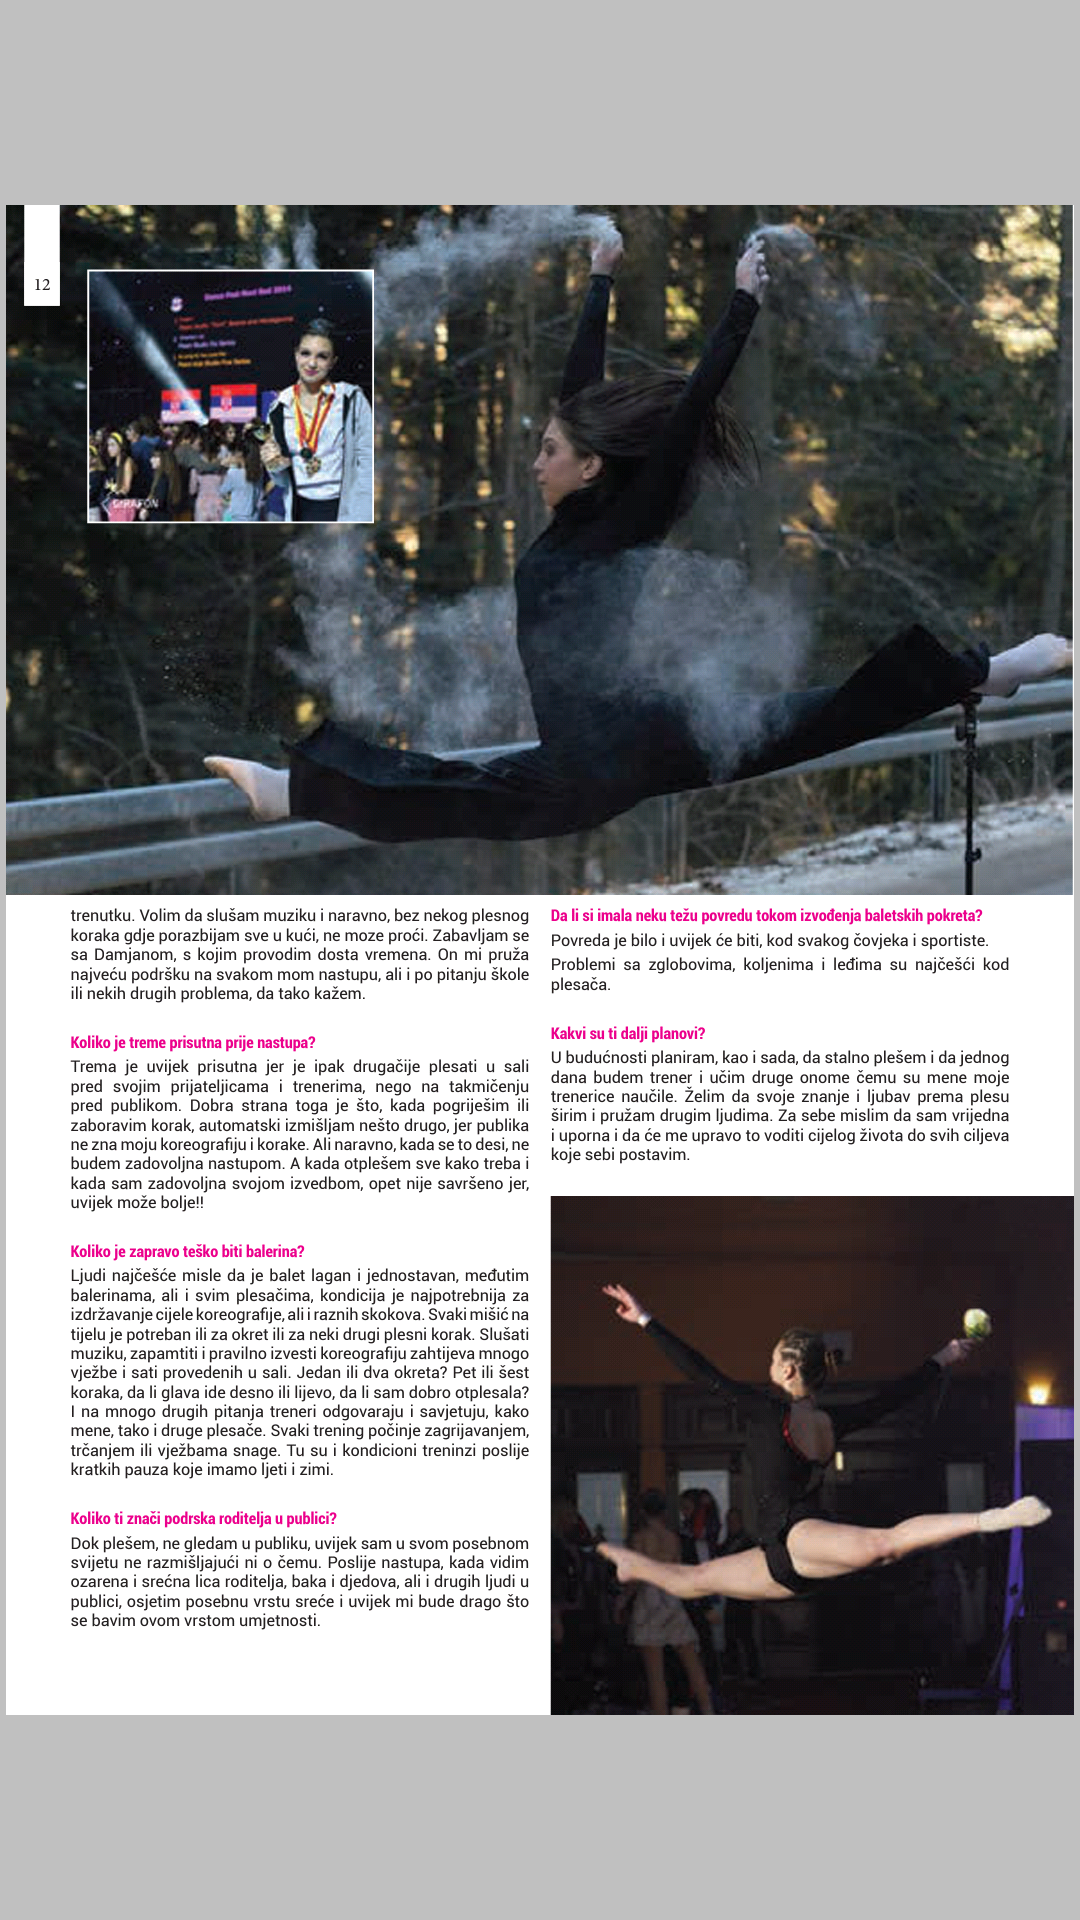 12
Dance Fest Novi Sad 2014
GIRAFON
trenutku. Volim da slušam muziku i naravno, bez nekog plesnog
koraka gdje porazbijam sve u kući, ne moze proći. Zabavljam se
sa Damjanom, s kojim provodim dosta vremena. On mi pruža
najveću podršku na svakom mom nastupu, ali i po pitanju škole
ili nekih drugih problema, da tako kažem.
Koliko je treme prisutna prije nastupa?
Trema je uvijek prisutna jer je ipak drugačije plesati u sali
pred svojim prijateljicama i trenerima, nego na takmičenju
pred publikom. Dobra strana toga je što, kada pogriješim ili
zaboravim korak, automatski izmišljam nešto drugo, jer publika
ne zna moju koreografiju i korake. Ali naravno, kada se to desi, ne
budem zadovoljna nastupom. A kada otplešem sve kako treba i
kada sam zadovoljna svojom izvedbom, opet nije savršeno jer,
uvijek može bolje!!
Koliko je zapravo teško biti balerina?
Ljudi najčešće misle da je balet lagan i jednostavan, međutim
balerinama, ali i svim plesačima, kondicija je najpotrebnija za
izdržavanje cijele koreografije, ali i raznih skokova. Svaki mišić na
tijelu je potreban ili za okret ili za neki drugi plesni korak. Slušati
muziku, zapamtiti i pravilno izvesti koreografiju zahtijeva mnogo
vježbe i sati provedenih u sali. Jedan ili dva okreta? Pet ili šest
koraka, da li glava ide desno ili lijevo, da li sam dobro otplesala?
I na mnogo drugih pitanja treneri odgovaraju i savjetuju, kako
mene, tako i druge plesače. Svaki trening počinje zagrijavanjem,
trčanjem ili vježbama snage. Tu su i kondicioni treninzi poslije
kratkih pauza koje imamo ljeti i zimi.
Koliko ti znači podrska roditelja u publici?
Dok plešem, ne gledam u publiku, uvijek sam u svom posebnom
svijetu ne razmišljajući ni o čemu. Poslije nastupa, kada vidim
ozarena i srećna lica roditelja, baka i djedova, ali i drugih ljudi u
publici, osjetim posebnu vrstu sreće i uvijek mi bude drago što
se bavim ovom vrstom umjetnosti.
Da li si imala neku težu povredu tokom izvođenja baletskih pokreta?
Povreda je bilo i uvijek će biti, kod svakog čovjeka i sportiste.
Problemi sa zglobovima, koljenima i leđima su najčešći kod
plesača.
Kakvi su ti dalji planovi?
U budućnosti planiram, kao i sada, da stalno plešem i da jednog
dana budem trener i učim druge onome čemu su mene moje
trenerice naučile. Želim da svoje znanje i ljubav prema plesu
širim i pružam drugim ljudima. Za sebe mislim da sam vrijedna
i uporna i da će me upravo to voditi cijelog života do svih ciljeva
koje sebi postavim.